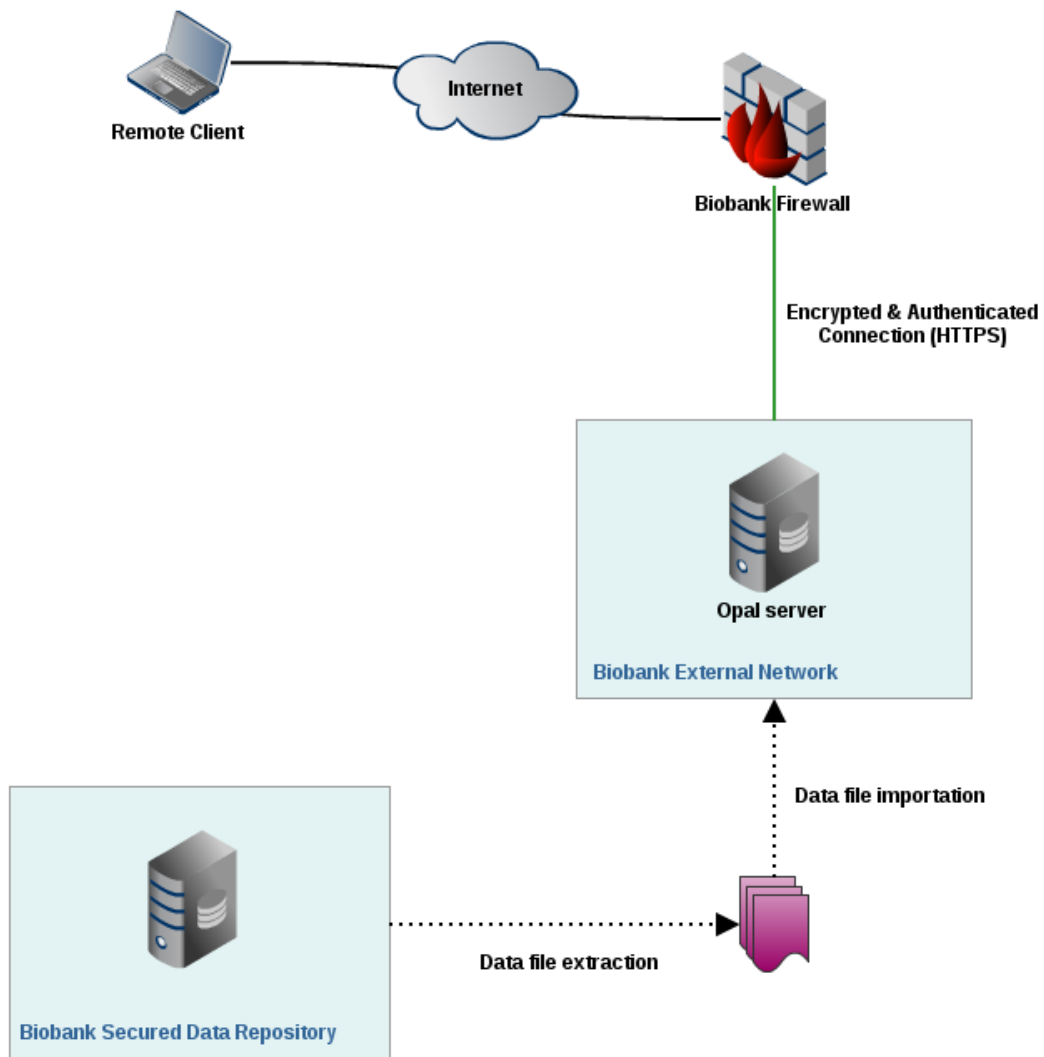 Internet
Remote Client
Biobank Firewall
Encrypted & Authenticated
Connection (HTTPS)
Opal server
Biobank External Network
Data file importation
Data file extraction
Biobank Secured Data Repository